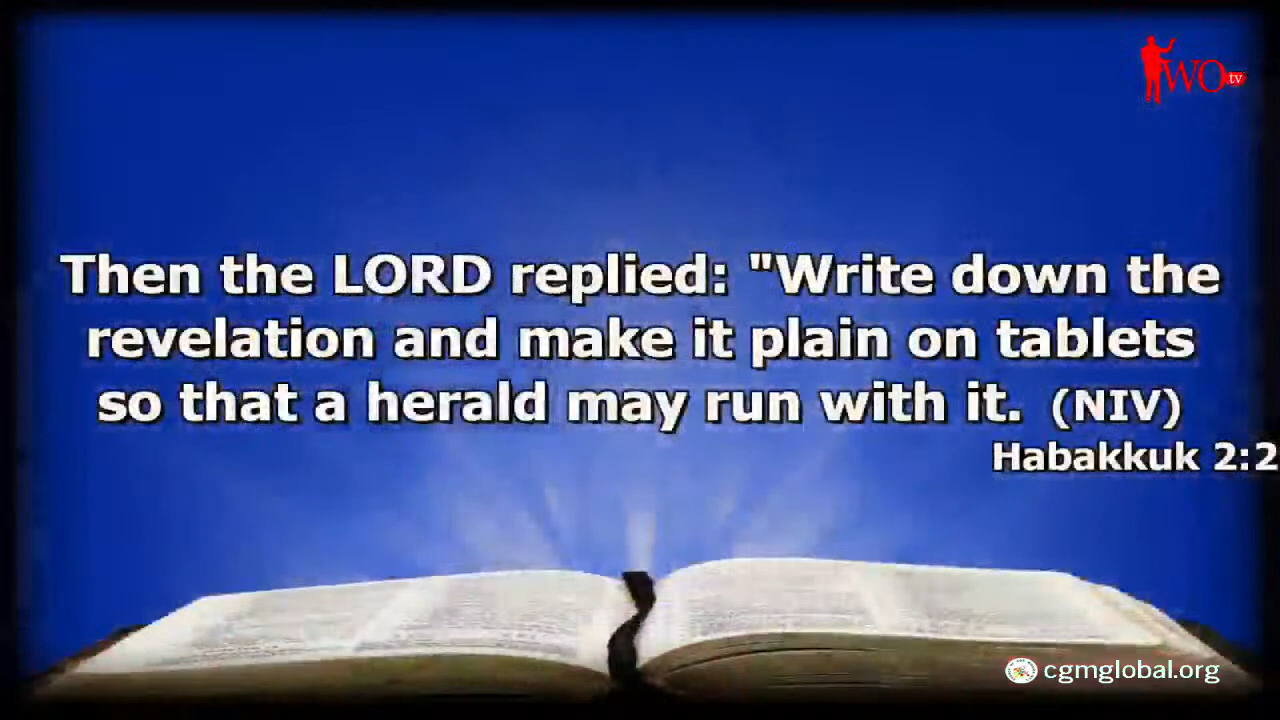 WO tv
Then the LORD replied: "Write down the
revelation and make it plain on tablets
so that a herald may run with it. (NIV)
Habakkuk 2:2
cgmglobal.org